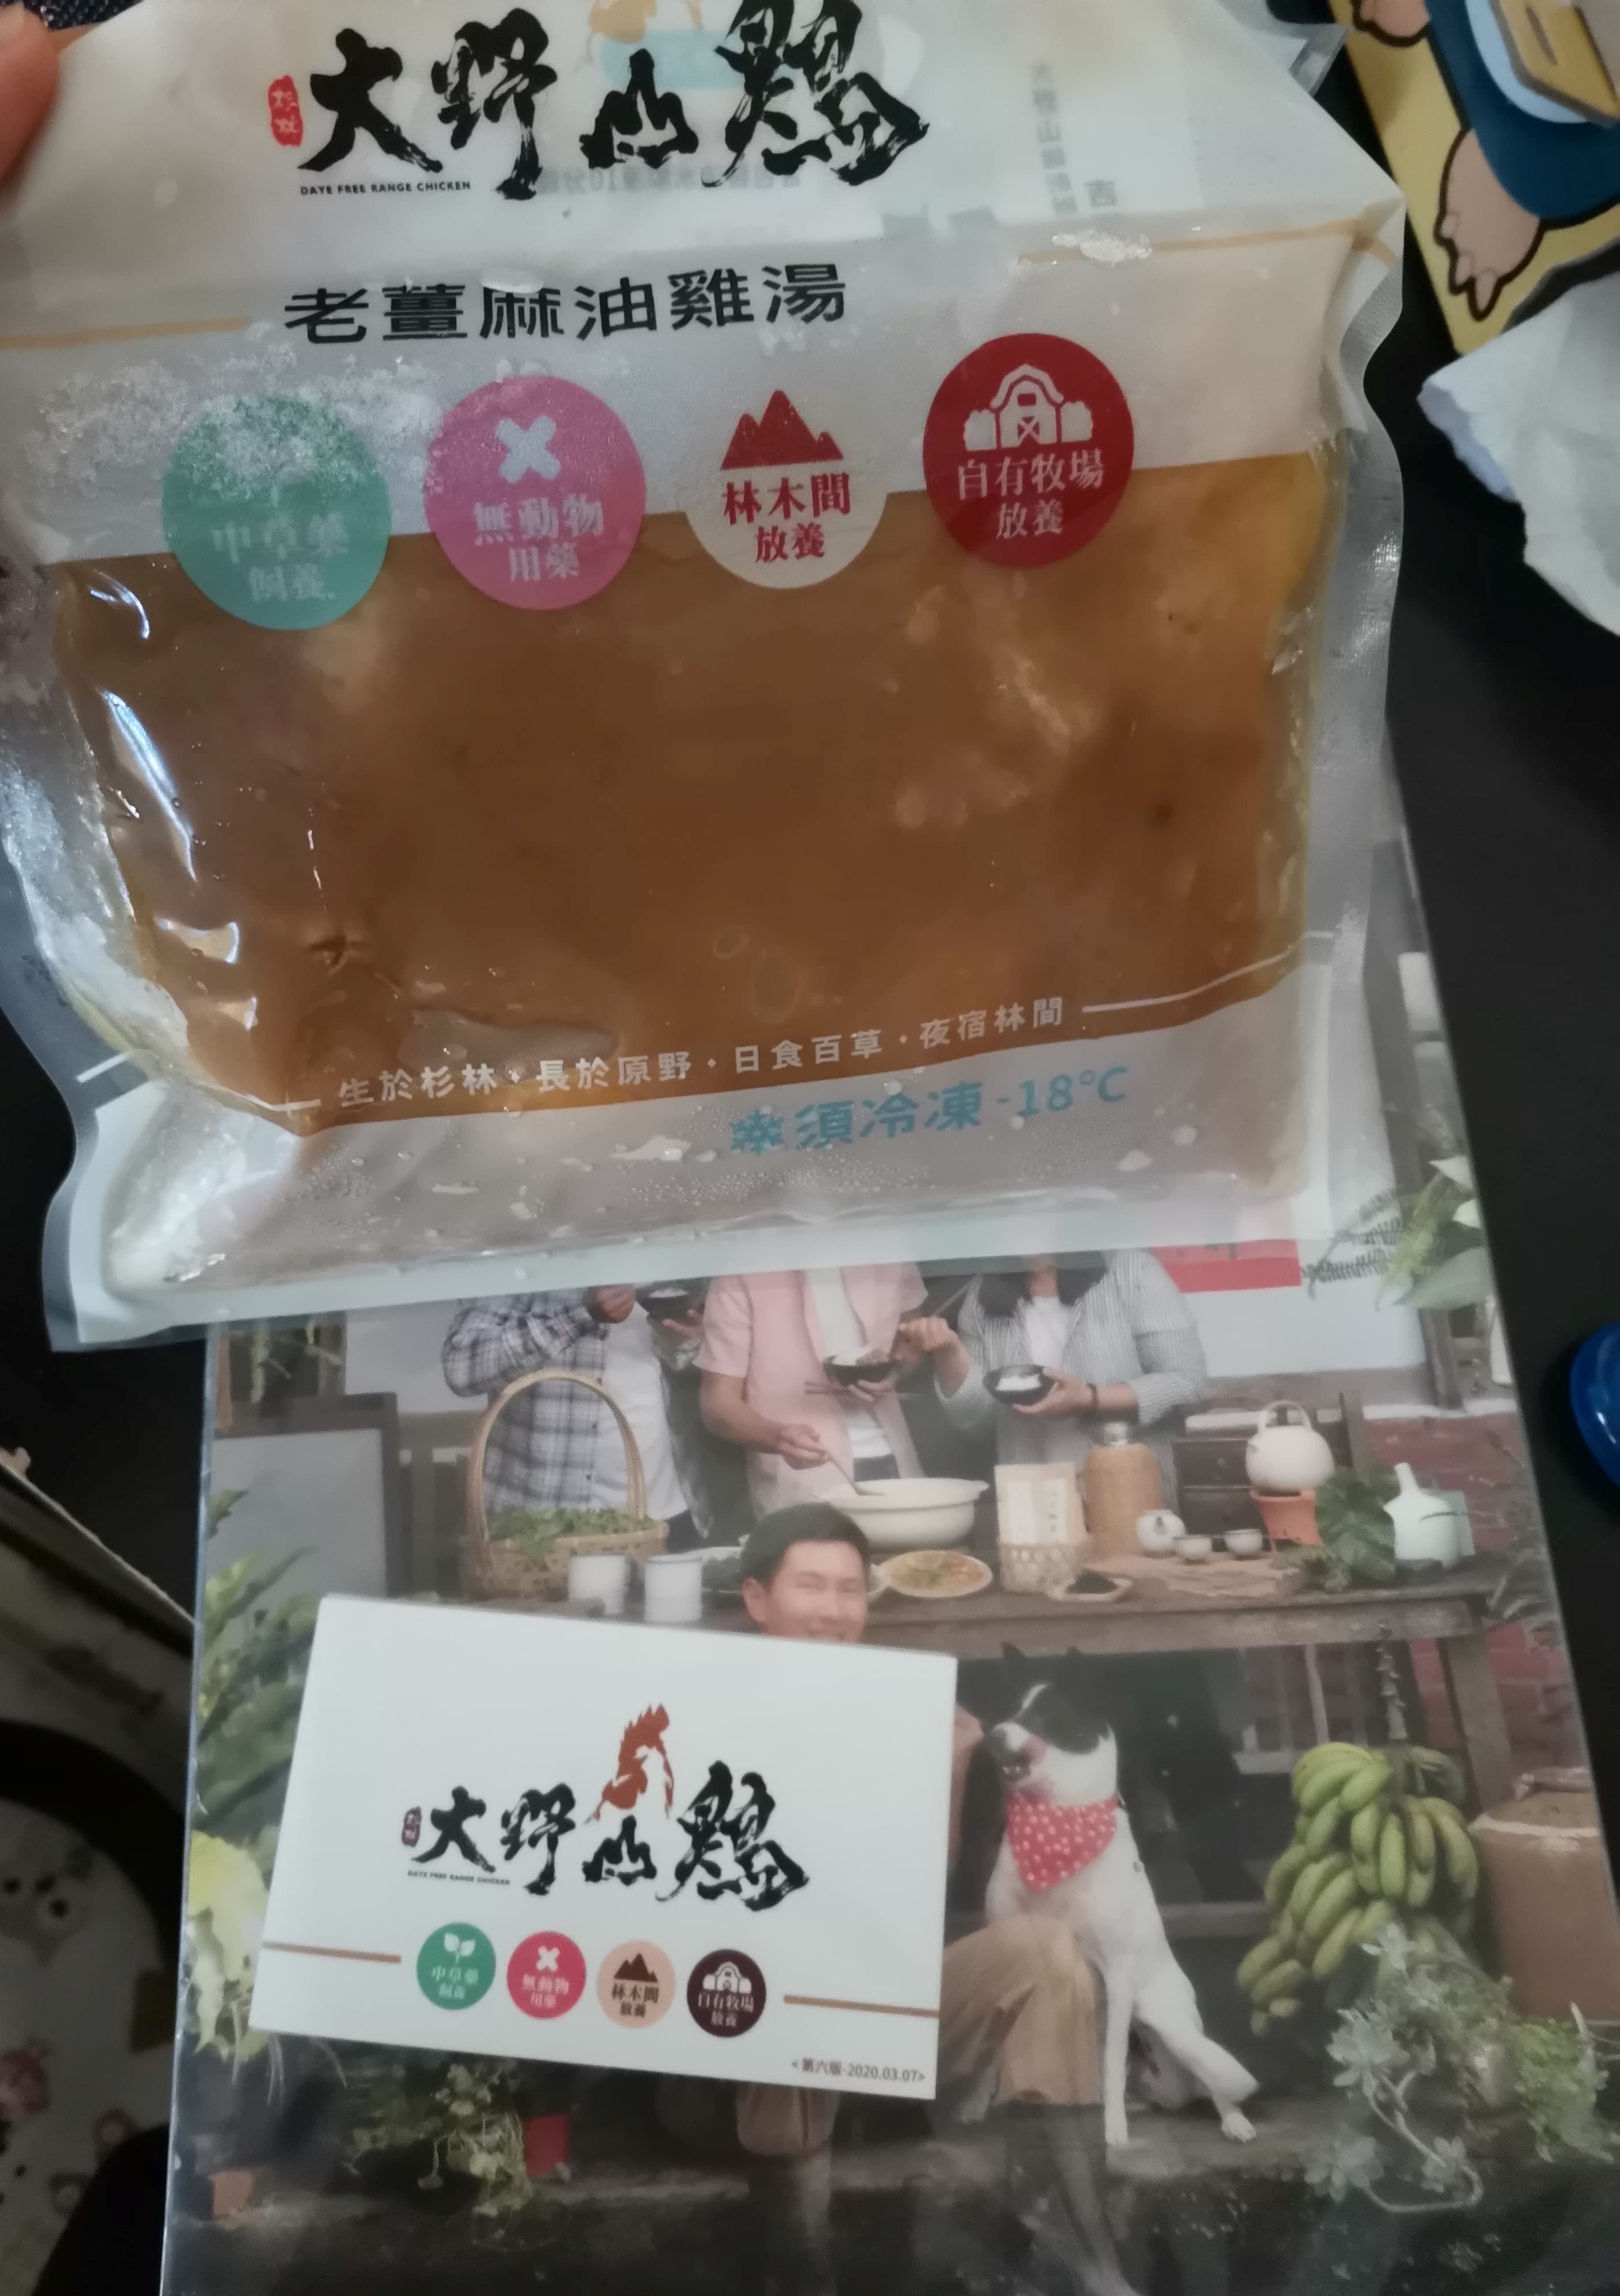 大野山鷄
杉林
DAYE FREE RANGE CHICKEN
老薑麻油雞湯
中草藥
飼養
無動物
用藥
林木間
放養
自有牧場
放養
生於杉林・長於原野・日食百草・夜宿林間
須冷凍-18℃
杉林
大野山鷄
DAYE FREE RANGE CHICKEN
中草藥
飼養
無動物
用藥
林木間
放養
自有牧場
放養
<第六版-2020.03.07>